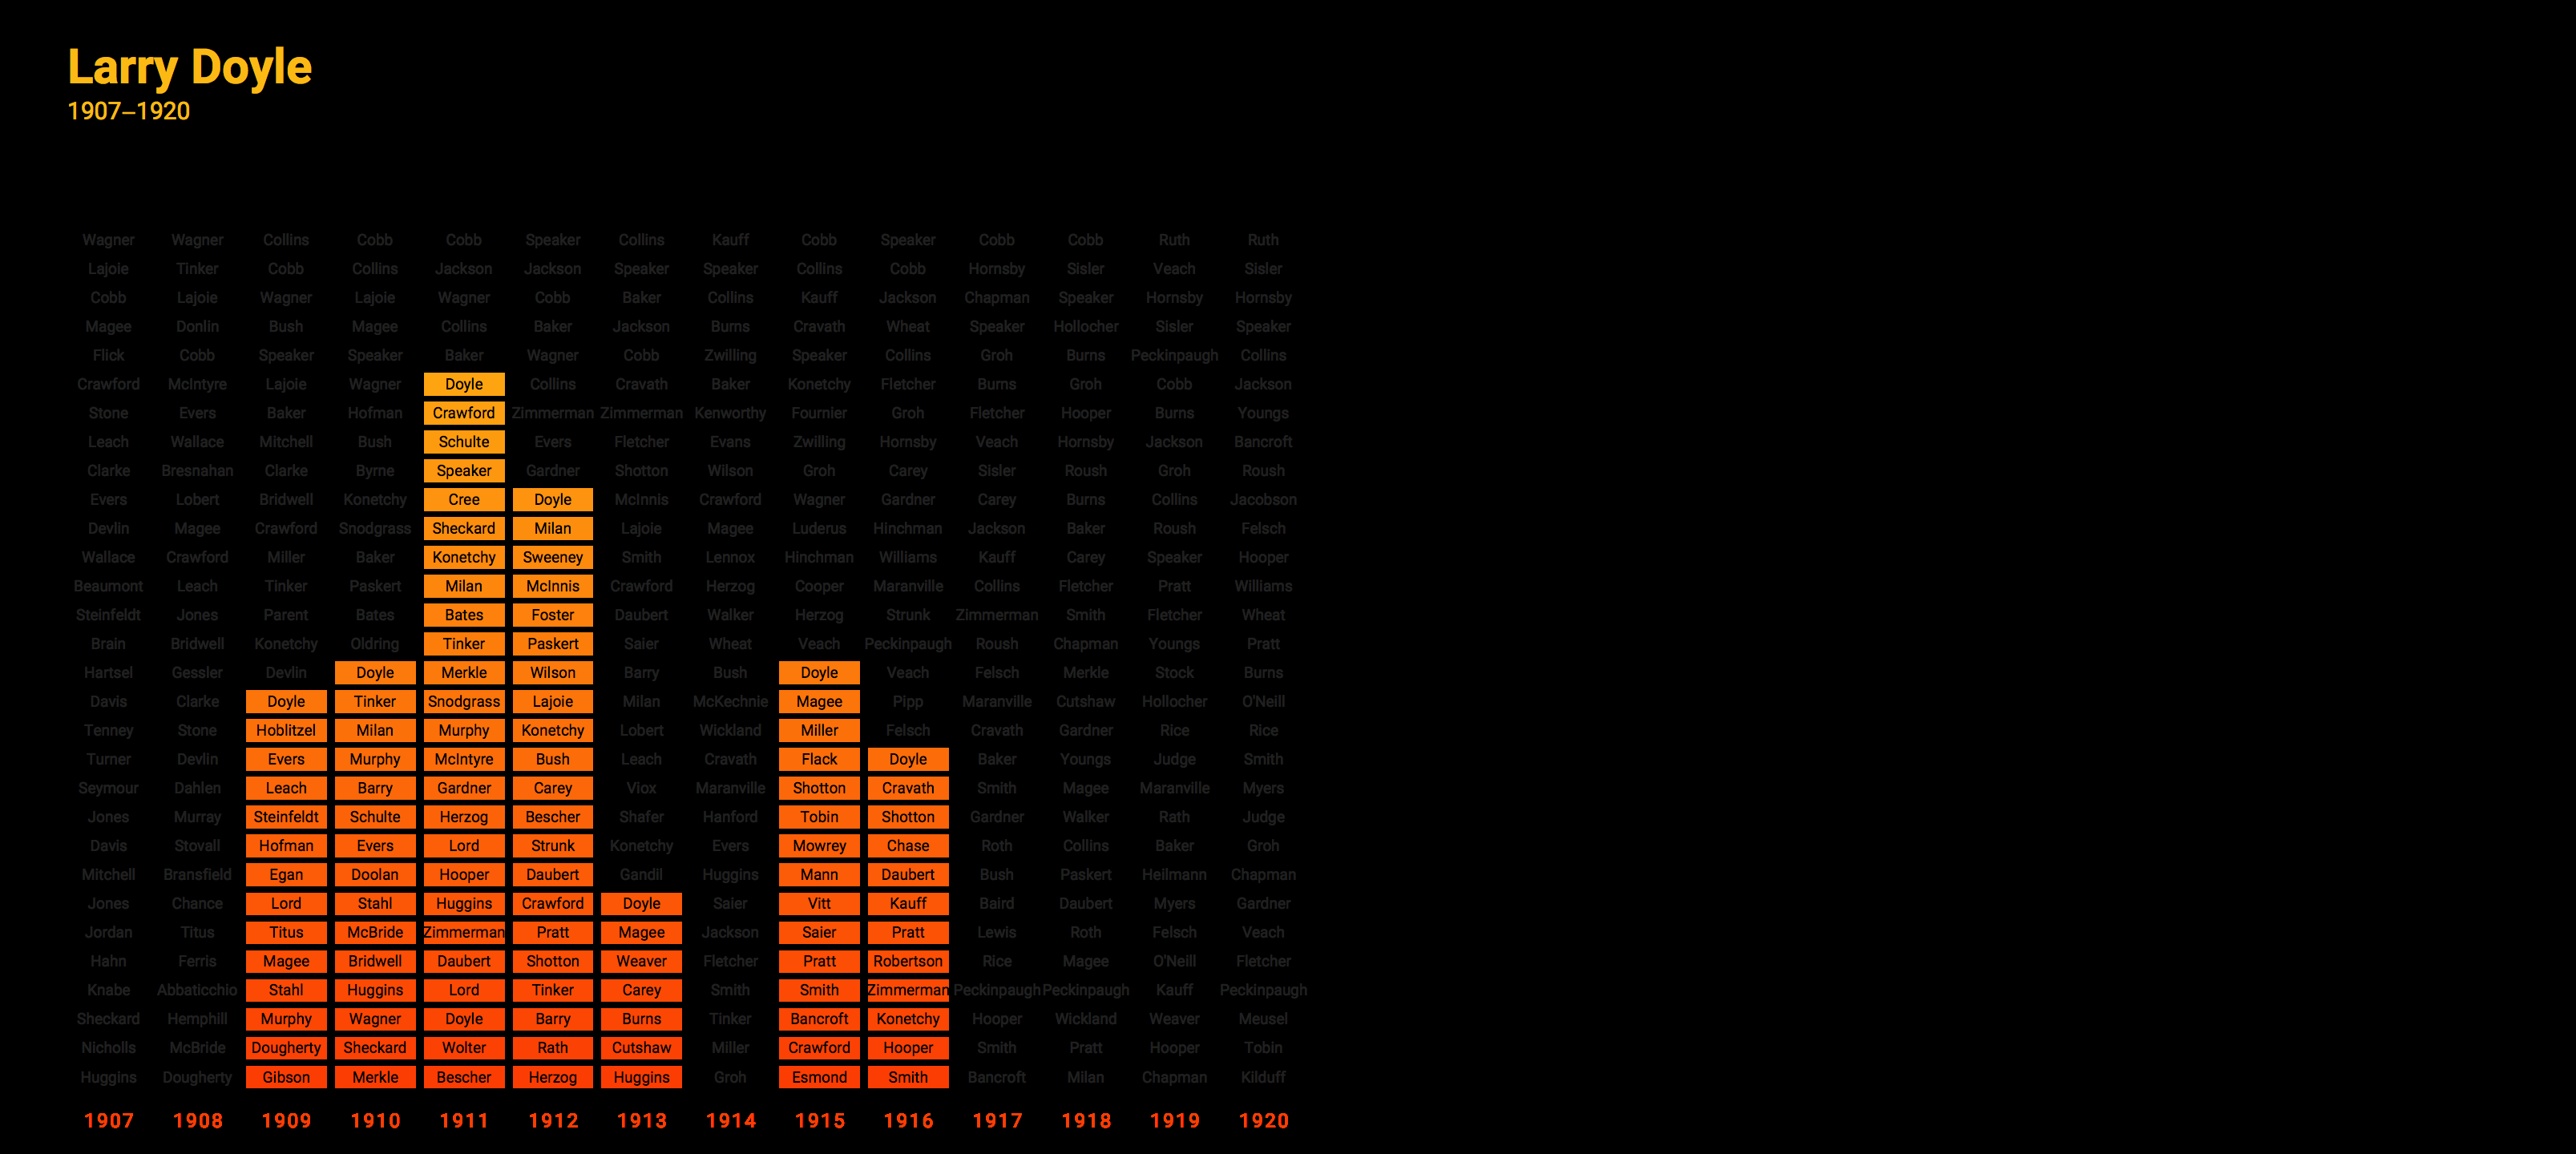 Larry Doyle
1907–1920
Wagner Wagner Collins Cobb Cobb Speaker Collins Kauff Cobb Speaker Cobb Cobb Ruth Ruth
Lajoie Tinker Cobb Collins Jackson Jackson Speaker Speaker Collins Cobb Hornsby Sisler Veach Sisler
Cobb Lajoie Wagner Lajoie Wagner Cobb Baker Collins Kauff Jackson Chapman Speaker Hornsby Hornsby
Magee Donlin Bush Magee Collins Baker Jackson Burns Cravath Wheat Speaker Hollocher Sisler Speaker
Flick Cobb Speaker Speaker Baker Wagner Cobb Zwilling Speaker Collins Groh Burns Peckinpaugh Collins
Crawford McIntyre Lajoie Wagner Doyle Collins Cravath Baker Konetchy Fletcher Burns Groh Cobb Jackson
Stone Evers Baker Hofman Crawford Zimmerman Zimmerman Kenworthy Fournier Groh Fletcher Hooper Burns Youngs
Leach Wallace Mitchell Bush Schulte Evers Fletcher Evans Zwilling Hornsby Veach Hornsby Jackson Bancroft
Clarke Bresnahan Clarke Byrne Speaker Gardner Shotton Wilson Groh Carey Sisler Roush Groh Roush
Evers Lobert Bridwell Konetchy Cree Doyle McInnis Crawford Wagner Gardner Carey Burns Collins Jacobson
Devlin Magee Crawford Snodgrass Sheckard Milan Lajoie Magee Luderus Hinchman Jackson Baker Roush Felsch
Wallace Crawford Miller Baker Konetchy Sweeney Smith Lennox Hinchman Williams Kauff Carey Speaker Hooper
Beaumont Leach Tinker Paskert Milan McInnis Crawford Herzog Cooper Maranville Collins Fletcher Pratt Williams
Steinfeldt Jones Parent Bates Bates Foster Daubert Walker Herzog Strunk Zimmerman Smith Fletcher Wheat
Brain Bridwell Konetchy Oldring Tinker Paskert Saier Wheat Veach Peckinpaugh Roush Chapman Youngs Pratt
Hartsel Gessler Devlin Doyle Merkle Wilson Barry Bush Doyle Veach Felsch Merkle Stock Burns
Davis Clarke Doyle Tinker Snodgrass Lajoie Milan McKechnie Magee Pipp Maranville Cutshaw Hollocher O'Neill
Tenney Stone Hoblitzel Milan Murphy Konetchy Lobert Wickland Miller Felsch Cravath Gardner Rice Rice
Turner Devlin Evers Murphy McIntyre Bush Leach Cravath Flack Doyle Baker Youngs Judge Smith
Seymour Dahlen Leach Barry Gardner Carey Viox Maranville Shotton Cravath Smith Magee Maranville Myers
Jones Murray Steinfeldt Schulte Herzog Bescher Shafer Hanford Tobin Shotton Gardner Walker Rath Judge
Davis Stovall Hofman Evers Lord Strunk Konetchy Evers Mowrey Chase Roth Collins Baker Groh
Mitchell Bransfield Egan Doolan Hooper Daubert Gandil Huggins Mann Daubert Bush Paskert Heilmann Chapman
Jones Chance Lord Stahl Huggins Crawford Doyle Saier Vitt Kauff Baird Daubert Myers Gardner
Jordan Titus Titus McBride Zimmerman Pratt Magee Jackson Saier Pratt Lewis Roth Felsch Veach
Hahn Ferris Magee Bridwell Daubert Shotton Weaver Fletcher Pratt Robertson Rice Magee O'Neill Fletcher
Knabe Abbaticchio Stahl Huggins Lord Tinker Carey Smith Smith Zimmerman Peckinpaugh Peckinpaugh Kauff Peckinpaugh
Sheckard Hemphill Murphy Wagner Doyle Barry Burns Tinker Bancroft Konetchy Hooper Wickland Weaver Meusel
Nicholls McBride Dougherty Sheckard Wolter Rath Cutshaw Miller Crawford Hooper Smith Pratt Hooper Tobin
Huggins Dougherty Gibson Merkle Bescher Herzog Huggins Groh Esmond Smith Bancroft Milan Chapman Kilduff
1907 1908 1909 1910 1911 1912 1913 1914 1915 1916 1917 1918 1919 1920